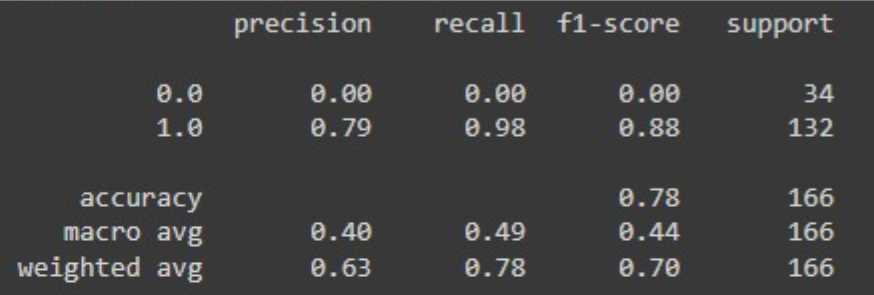 precision recall f1-score support
0.0 0.00 0.00 0.00 34
1.0 0.79 0.98 0.88 132
accuracy 0.78 166
macro avg 0.40 0.49 0.44 166
weighted avg 0.63 0.78 0.70 166